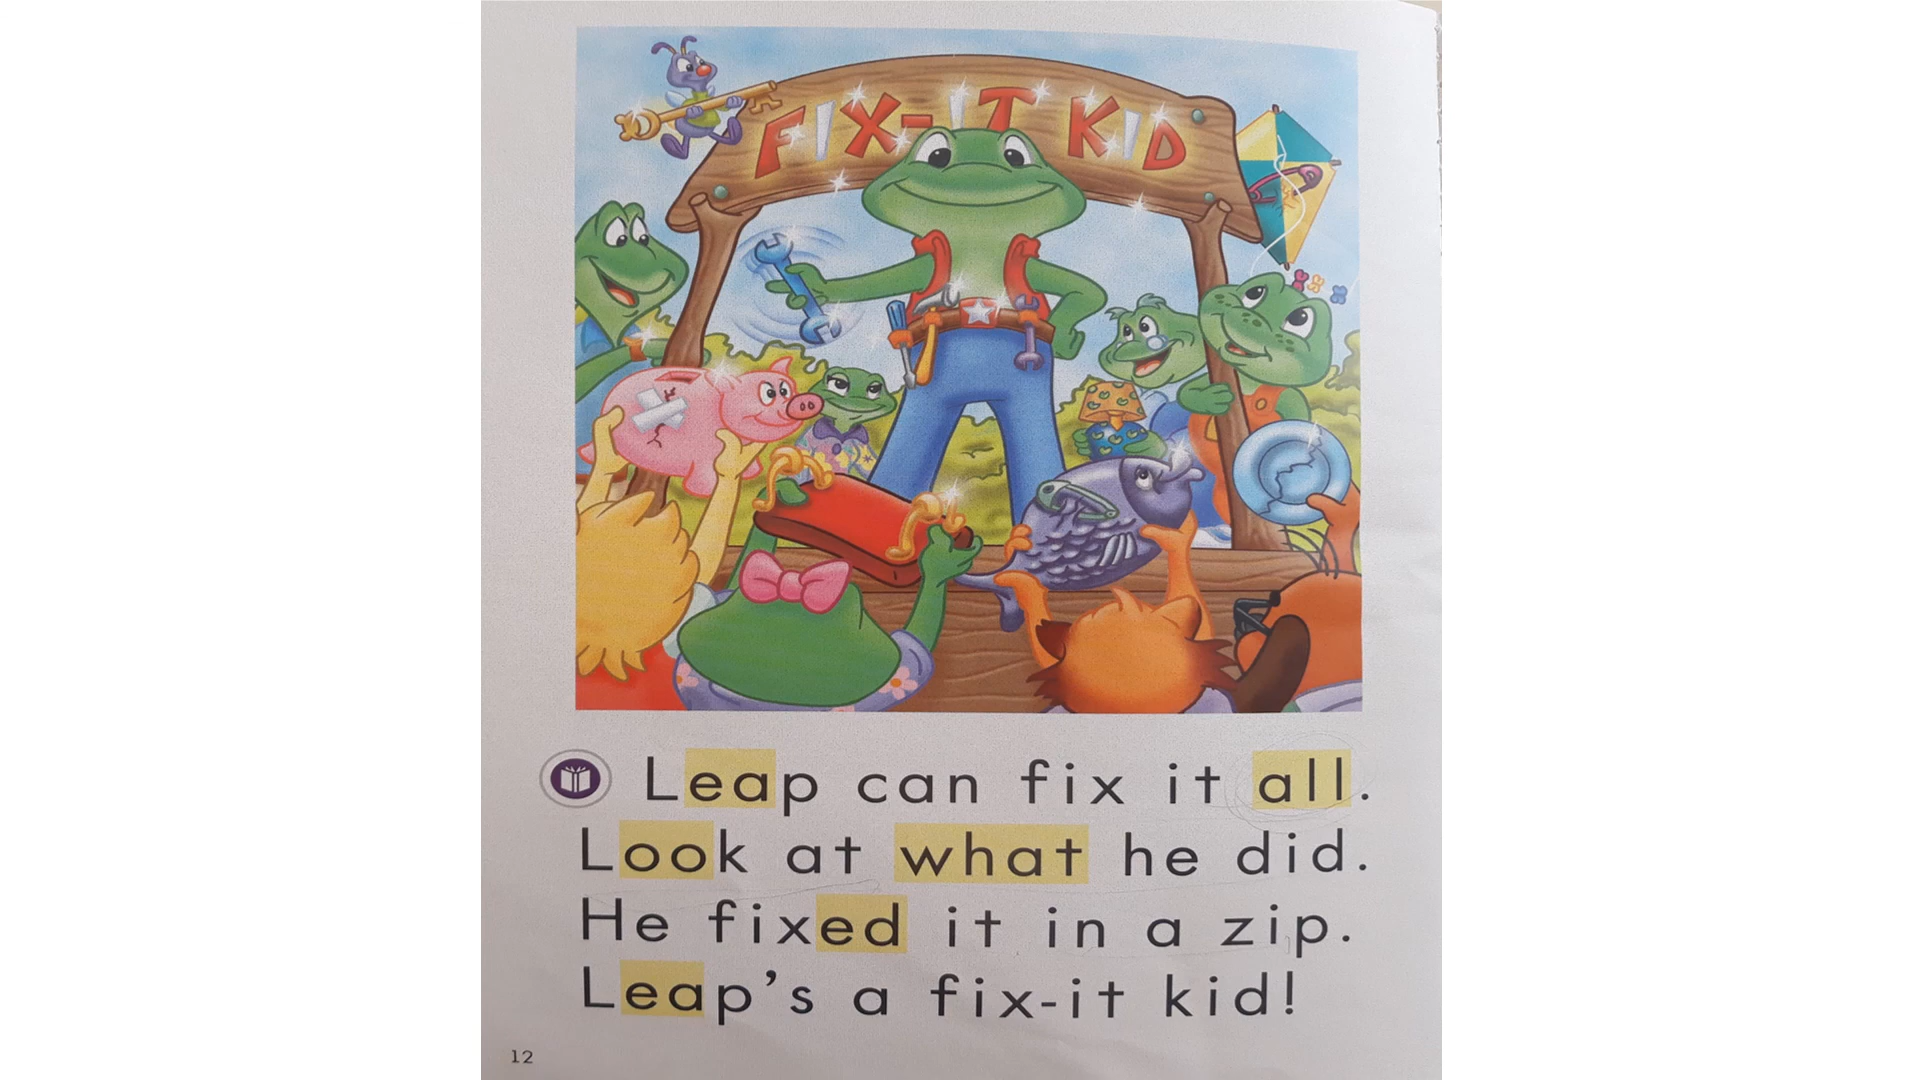 FIX-IT KID
Leap can fix it all.
Look at what he did.
He fixed it in a zip.
Leap's a fix-it kid!
12